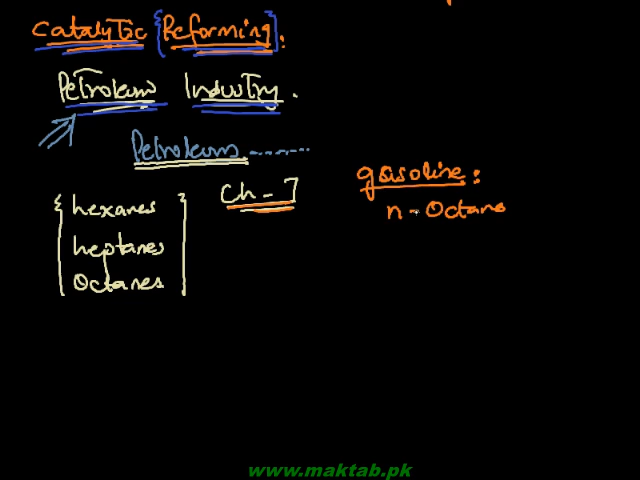 Catalytic {Reforming}.
Petroleum Industry.
Petroleum --------
Ch - 7
{ hexanes }
heptanes
Octanes
gasoline:
n - Octane
www.maktab.pk